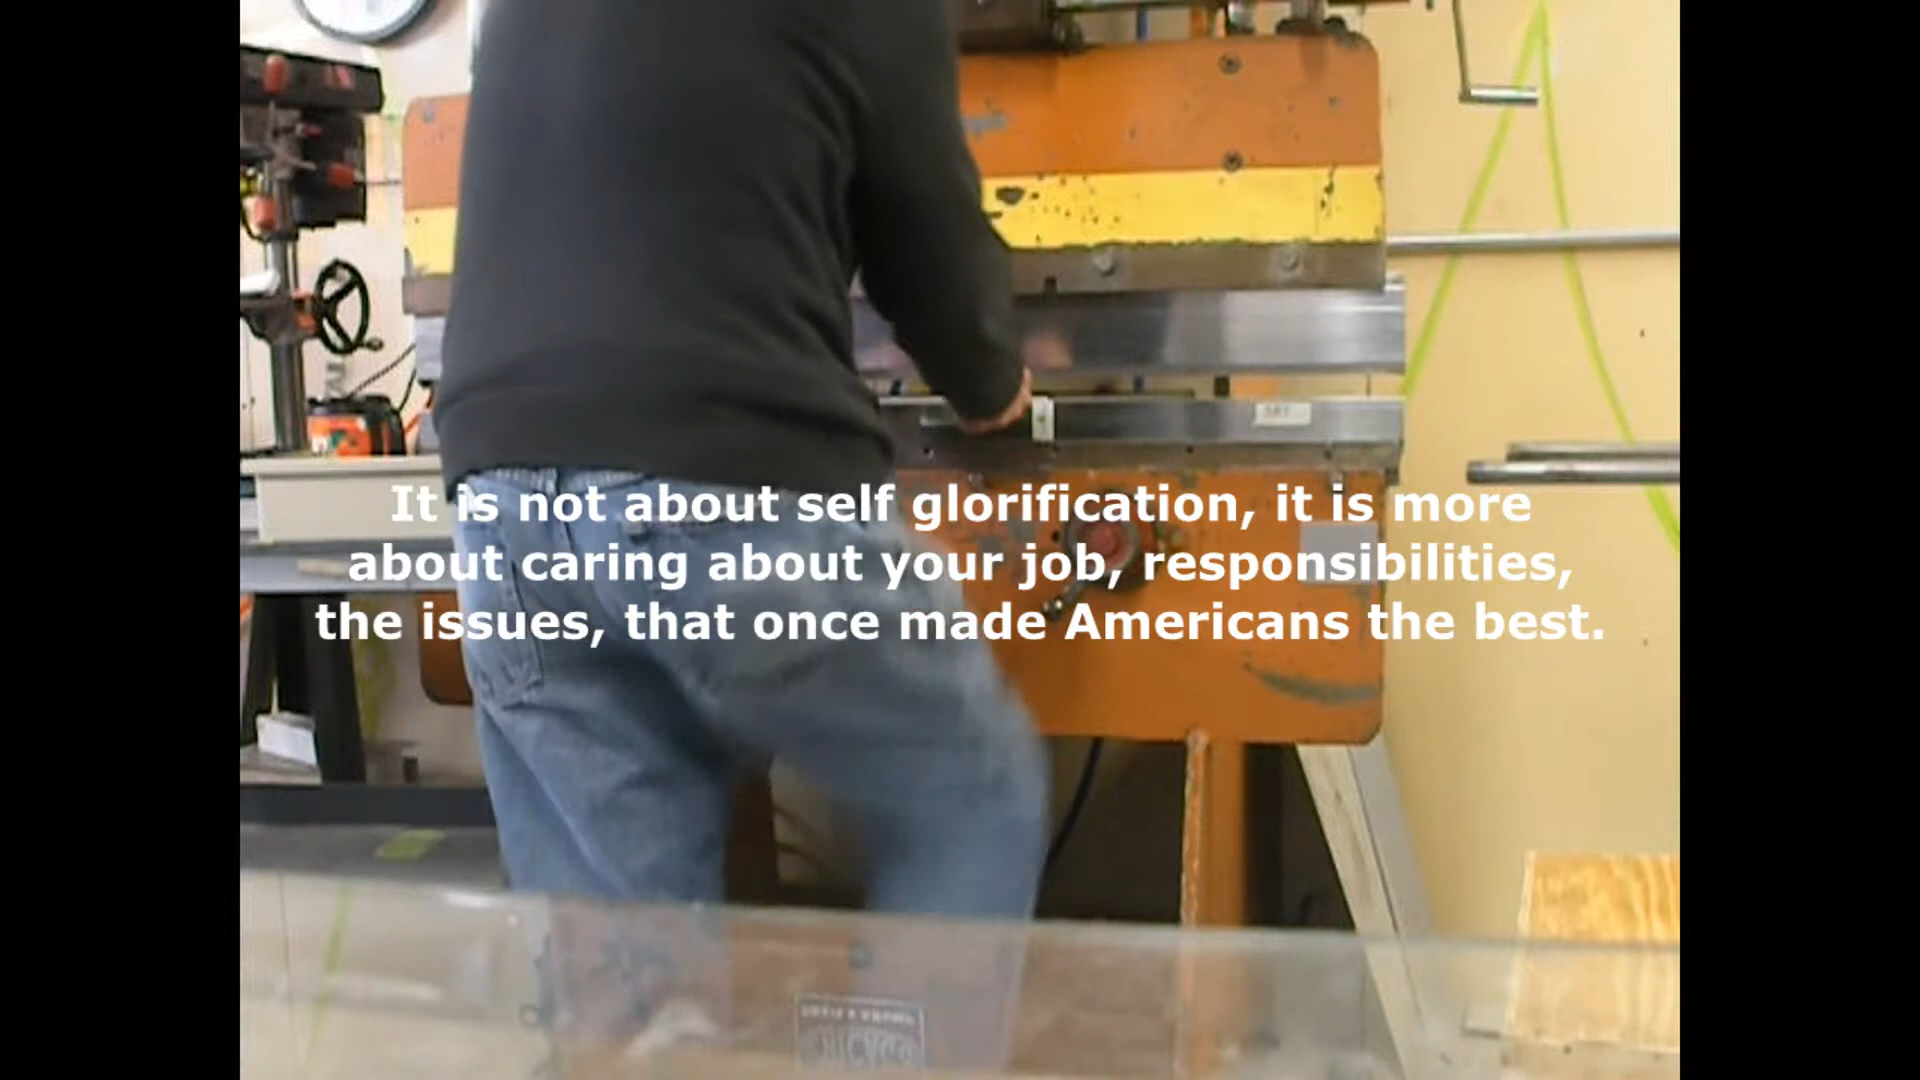 It is not about self glorification, it is more
about caring about your job, responsibilities,
the issues, that once made Americans the best.